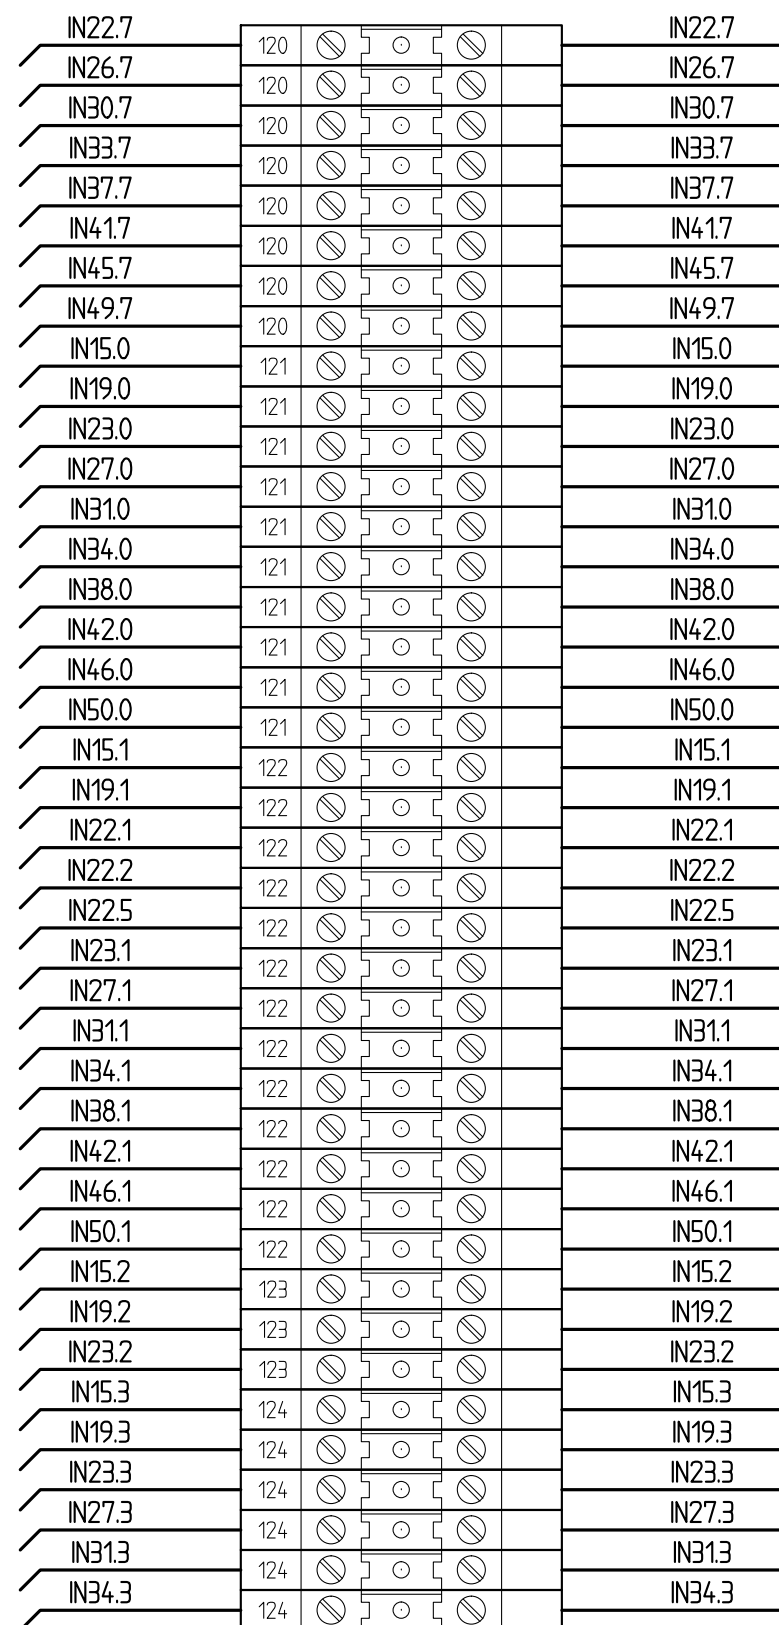 IN22.7 120 IN22.7
IN26.7 120 IN26.7
IN30.7 120 IN30.7
IN33.7 120 IN33.7
IN37.7 120 IN37.7
IN41.7 120 IN41.7
IN45.7 120 IN45.7
IN49.7 120 IN49.7
IN15.0 121 IN15.0
IN19.0 121 IN19.0
IN23.0 121 IN23.0
IN27.0 121 IN27.0
IN31.0 121 IN31.0
IN34.0 121 IN34.0
IN38.0 121 IN38.0
IN42.0 121 IN42.0
IN46.0 121 IN46.0
IN50.0 121 IN50.0
IN15.1 122 IN15.1
IN19.1 122 IN19.1
IN22.1 122 IN22.1
IN22.2 122 IN22.2
IN22.5 122 IN22.5
IN23.1 122 IN23.1
IN27.1 122 IN27.1
IN31.1 122 IN31.1
IN34.1 122 IN34.1
IN38.1 122 IN38.1
IN42.1 122 IN42.1
IN46.1 122 IN46.1
IN50.1 122 IN50.1
IN15.2 123 IN15.2
IN19.2 123 IN19.2
IN23.2 123 IN23.2
IN15.3 124 IN15.3
IN19.3 124 IN19.3
IN23.3 124 IN23.3
IN27.3 124 IN27.3
IN31.3 124 IN31.3
IN34.3 124 IN34.3